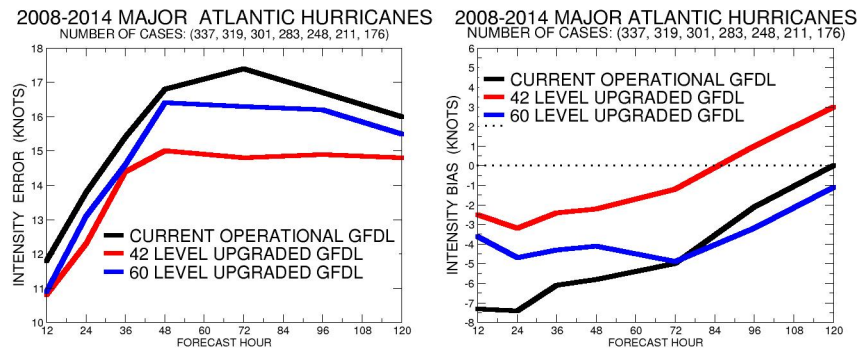 2008-2014 MAJOR ATLANTIC HURRICANES
NUMBER OF CASES: (337, 319, 301, 283, 248, 211, 176)
INTENSITY ERROR (KNOTS)
18
17
16
15
14
13
12
11
10
CURRENT OPERATIONAL GFDL
42 LEVEL UPGRADED GFDL
60 LEVEL UPGRADED GFDL
12 24 36 48 60 72 84 96 108 120
FORECAST HOUR
2008-2014 MAJOR ATLANTIC HURRICANES
NUMBER OF CASES: (337, 319, 301, 283, 248, 211, 176)
INTENSITY BIAS (KNOTS)
6
5
4
3
2
1
0
-1
-2
-3
-4
-5
-6
-7
-8
CURRENT OPERATIONAL GFDL
42 LEVEL UPGRADED GFDL
60 LEVEL UPGRADED GFDL
12 24 36 48 60 72 84 96 108 120
FORECAST HOUR